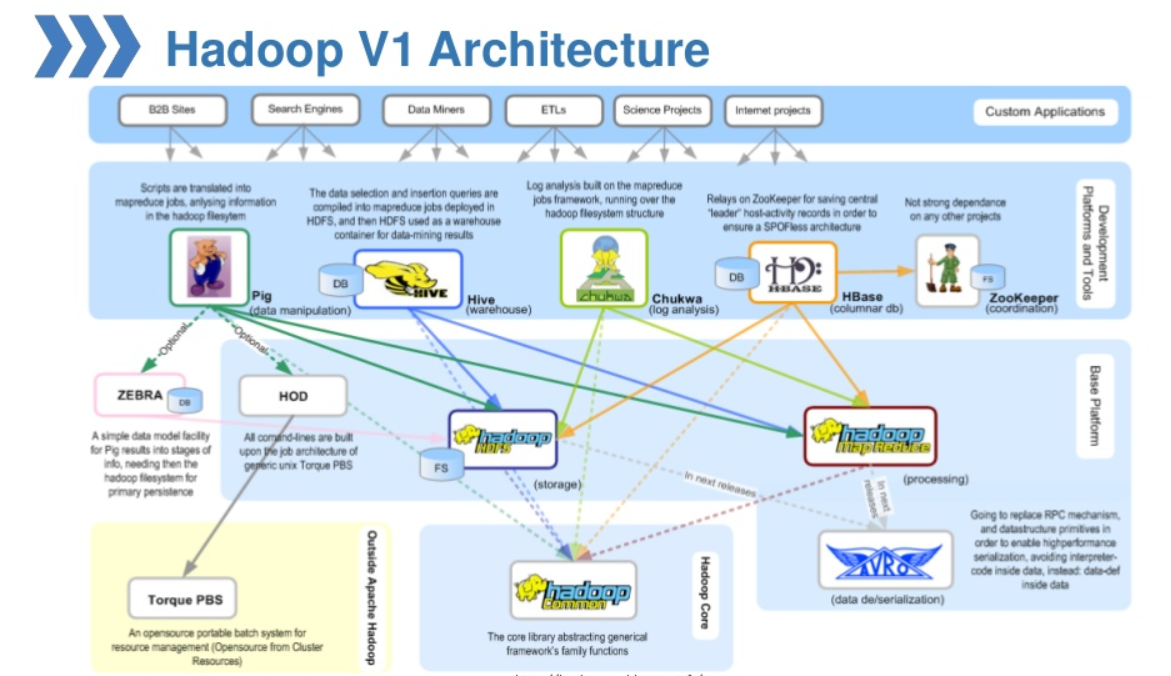 Hadoop V1 Architecture
B2B Sites
Search Engines
Data Miners
ETLs
Science Projects
Internet projects
Custom Applications
Scripts are translated into
mapreduce jobs, anlysing information
in the hadoop filesytem
The data selection and insertion queries are
compiled into mapreduce jobs deployed in
HDFS, and then HDFS used as a warehouse
container for data-mining results
Log analysis built on the mapreduce
jobs framework, running over the
hadoop filesystem structure
Relays on ZooKeeper for saving central
"leader" host-activity records in order to
ensure a SPOFless architecture
Not strong dependance
on any other projects
Development
Platforms and Tools
DB
HIVE
chukwa
DB
HBASE
FS
Pig
(data manipulation)
Hive
(warehouse)
Chukwa
(log analysis)
HBase
(columnar db)
ZooKeeper
(coordination)
Optional
Optional
ZEBRA
DB
HOD
A simple data model facility
for Pig results into stages of
info, needing then the
hadoop filesystem for
primary persistence
All comand-lines are built
upon the job architecture of
generic unix Torque PBS
hadoop
HDFS
FS
(storage)
hadoop
Map Reduce
(processing)
Base Platform
In next releases
In next
releases
AVRO
(data de/serialization)
Going to replace RPC mechanism,
and datastructure primitives in
order to enable highperformance
serialization, avoiding interpreter-
code inside data, instead: data-def
inside data
Torque PBS
An opensource portable batch system for
resource management (Opensource from Cluster
Resources)
Outside Apache Hadoop
hadoop
Common
The core library abstracting generical
framework's family functions
Hadoop Core